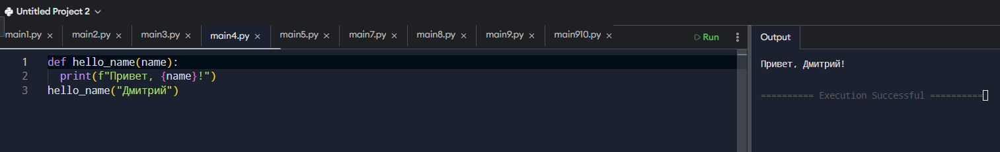 Untitled Project 2
main1.py × main2.py × main3.py × main4.py × main5.py × main7.py × main8.py × main9.py × main910.py × Run Output
1 def hello_name(name):
2 print(f"Привет, {name}!")
3 hello_name("Дмитрий")
Привет, Дмитрий!
========== Execution Successful ==========